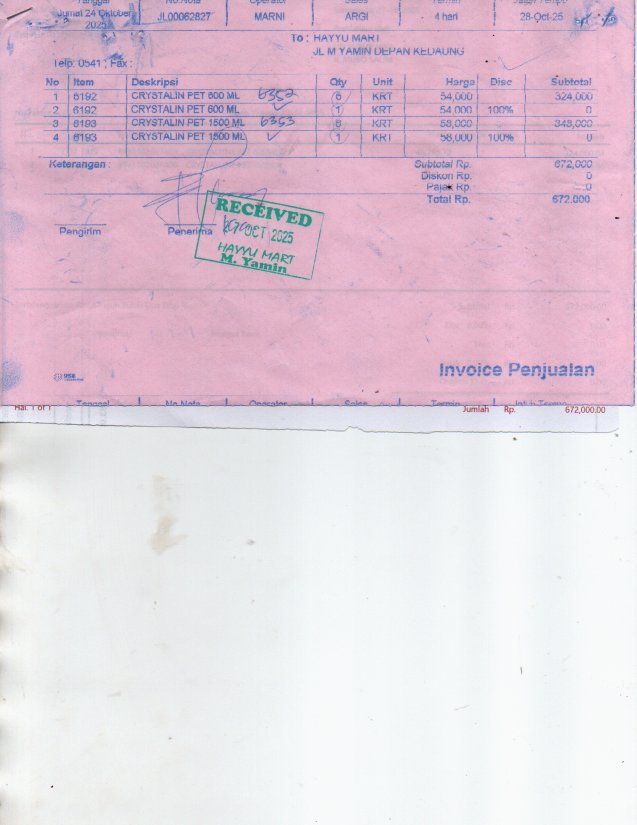 Tanggal No.Nota Operator Sales Termin Jatuh Tempo
Jumat 24 Oktober 2025 JL00062827 MARNI ARGI 4 hari 28-Oct-25
To : HAYYU MART
JL M YAMIN DEPAN KEDAUNG
Telp: 0541 ; Fax :
No Item Deskripsi Qty Unit Harga Disc Subtotal
1 6192 CRYSTALIN PET 600 ML 6352 6 KRT 54,000 324,000
2 6192 CRYSTALIN PET 600 ML 1 KRT 54,000 100% 0
3 6193 CRYSTALIN PET 1500 ML 6353 6 KRT 58,000 348,000
4 6193 CRYSTALIN PET 1500 ML 1 KRT 58,000 100% 0
Keterangan : Subtotal Rp. 672,000
Diskon Rp. 0
Pajak Rp. 0
Total Rp. 672,000
Pengirim Penerima
RECEIVED
OCT 2025
HAYYU MART
M. Yamin
Invoice Penjualan
Tanggal No.Nota Operator Sales Termin Jatuh Tempo
Hal. 1 of 1 Jumlah Rp. 672,000.00